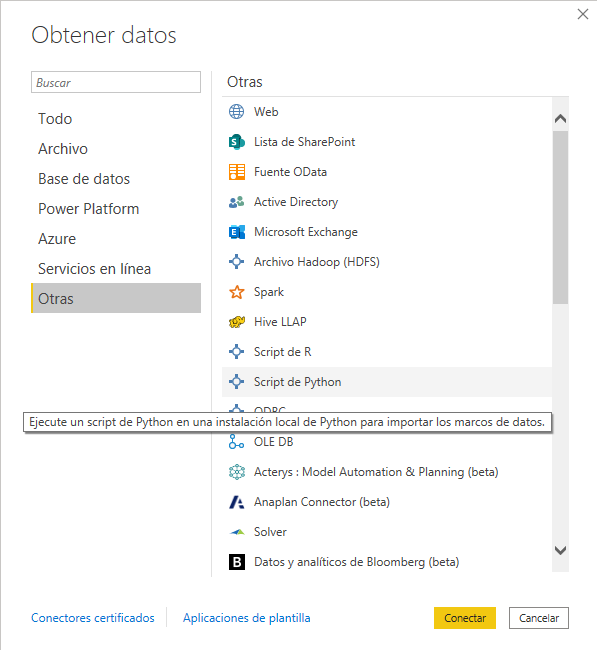 Obtener datos
Buscar
Todo
Archivo
Base de datos
Power Platform
Azure
Servicios en línea
Otras
Otras
Web
Lista de SharePoint
Fuente OData
Active Directory
Microsoft Exchange
Archivo Hadoop (HDFS)
Spark
Hive LLAP
Script de R
Script de Python
ODBC
Ejecute un script de Python en una instalación local de Python para importar los marcos de datos.
OLE DB
Acterys : Model Automation & Planning (beta)
Anaplan Connector (beta)
Solver
B Datos y analíticos de Bloomberg (beta)
Conectores certificados
Aplicaciones de plantilla
Conectar
Cancelar